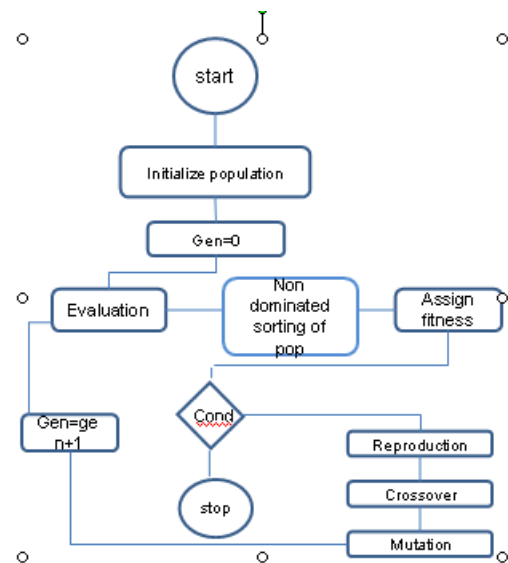 start
Initialize population
Gen=0
Evaluation
Non
dominated
sorting of
pop
Assign
fitness
Cond
Gen=ge
n+1
Reproduction
Crossover
stop
Mutation